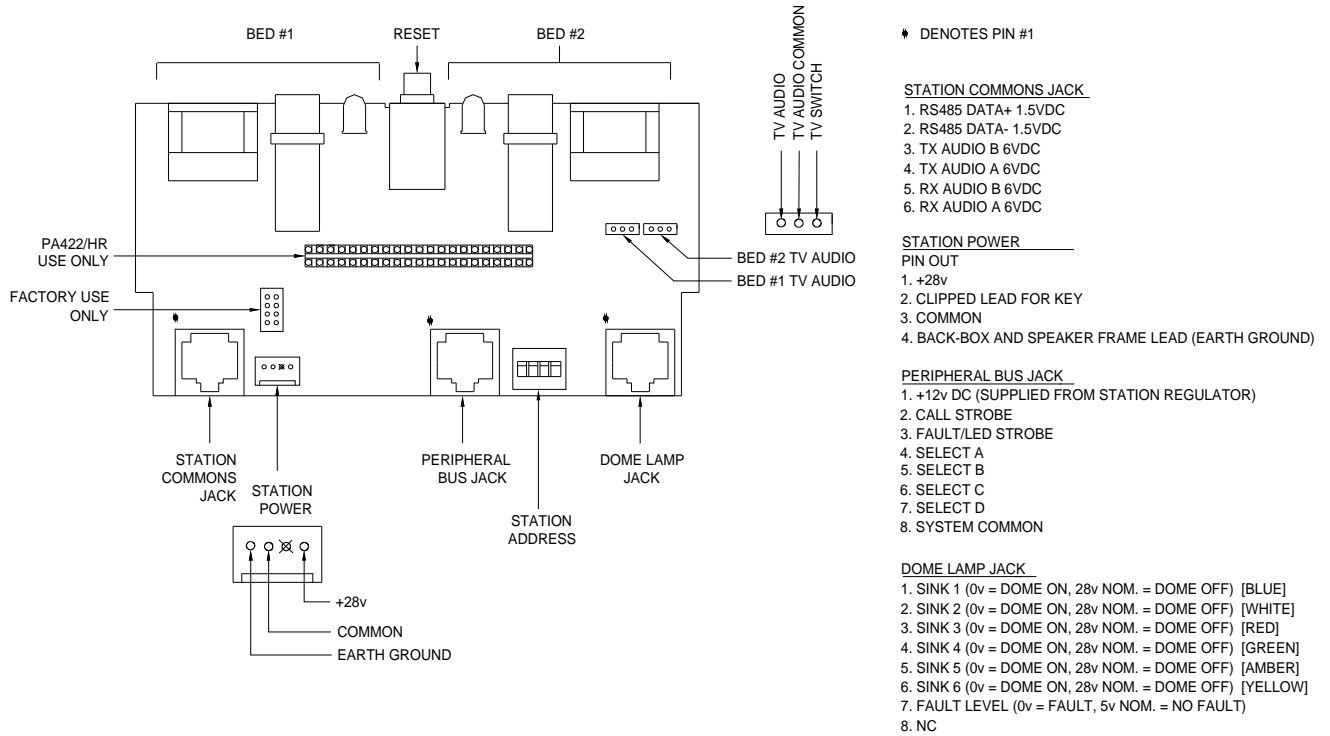 BED #1
RESET
BED #2
TV AUDIO
TV AUDIO COMMON
TV SWITCH
PA422/HR
USE ONLY
FACTORY USE
ONLY
BED #2 TV AUDIO
BED #1 TV AUDIO
STATION
COMMONS
JACK
STATION
POWER
PERIPHERAL
BUS JACK
STATION
ADDRESS
DOME LAMP
JACK
+28v
COMMON
EARTH GROUND
DENOTES PIN #1
STATION COMMONS JACK
1. RS485 DATA+ 1.5VDC
2. RS485 DATA- 1.5VDC
3. TX AUDIO B 6VDC
4. TX AUDIO A 6VDC
5. RX AUDIO B 6VDC
6. RX AUDIO A 6VDC
STATION POWER
PIN OUT
1. +28v
2. CLIPPED LEAD FOR KEY
3. COMMON
4. BACK-BOX AND SPEAKER FRAME LEAD (EARTH GROUND)
PERIPHERAL BUS JACK
1. +12v DC (SUPPLIED FROM STATION REGULATOR)
2. CALL STROBE
3. FAULT/LED STROBE
4. SELECT A
5. SELECT B
6. SELECT C
7. SELECT D
8. SYSTEM COMMON
DOME LAMP JACK
1. SINK 1 (0v = DOME ON, 28v NOM. = DOME OFF) [BLUE]
2. SINK 2 (0v = DOME ON, 28v NOM. = DOME OFF) [WHITE]
3. SINK 3 (0v = DOME ON, 28v NOM. = DOME OFF) [RED]
4. SINK 4 (0v = DOME ON, 28v NOM. = DOME OFF) [GREEN]
5. SINK 5 (0v = DOME ON, 28v NOM. = DOME OFF) [AMBER]
6. SINK 6 (0v = DOME ON, 28v NOM. = DOME OFF) [YELLOW]
7. FAULT LEVEL (0v = FAULT, 5v NOM. = NO FAULT)
8. NC